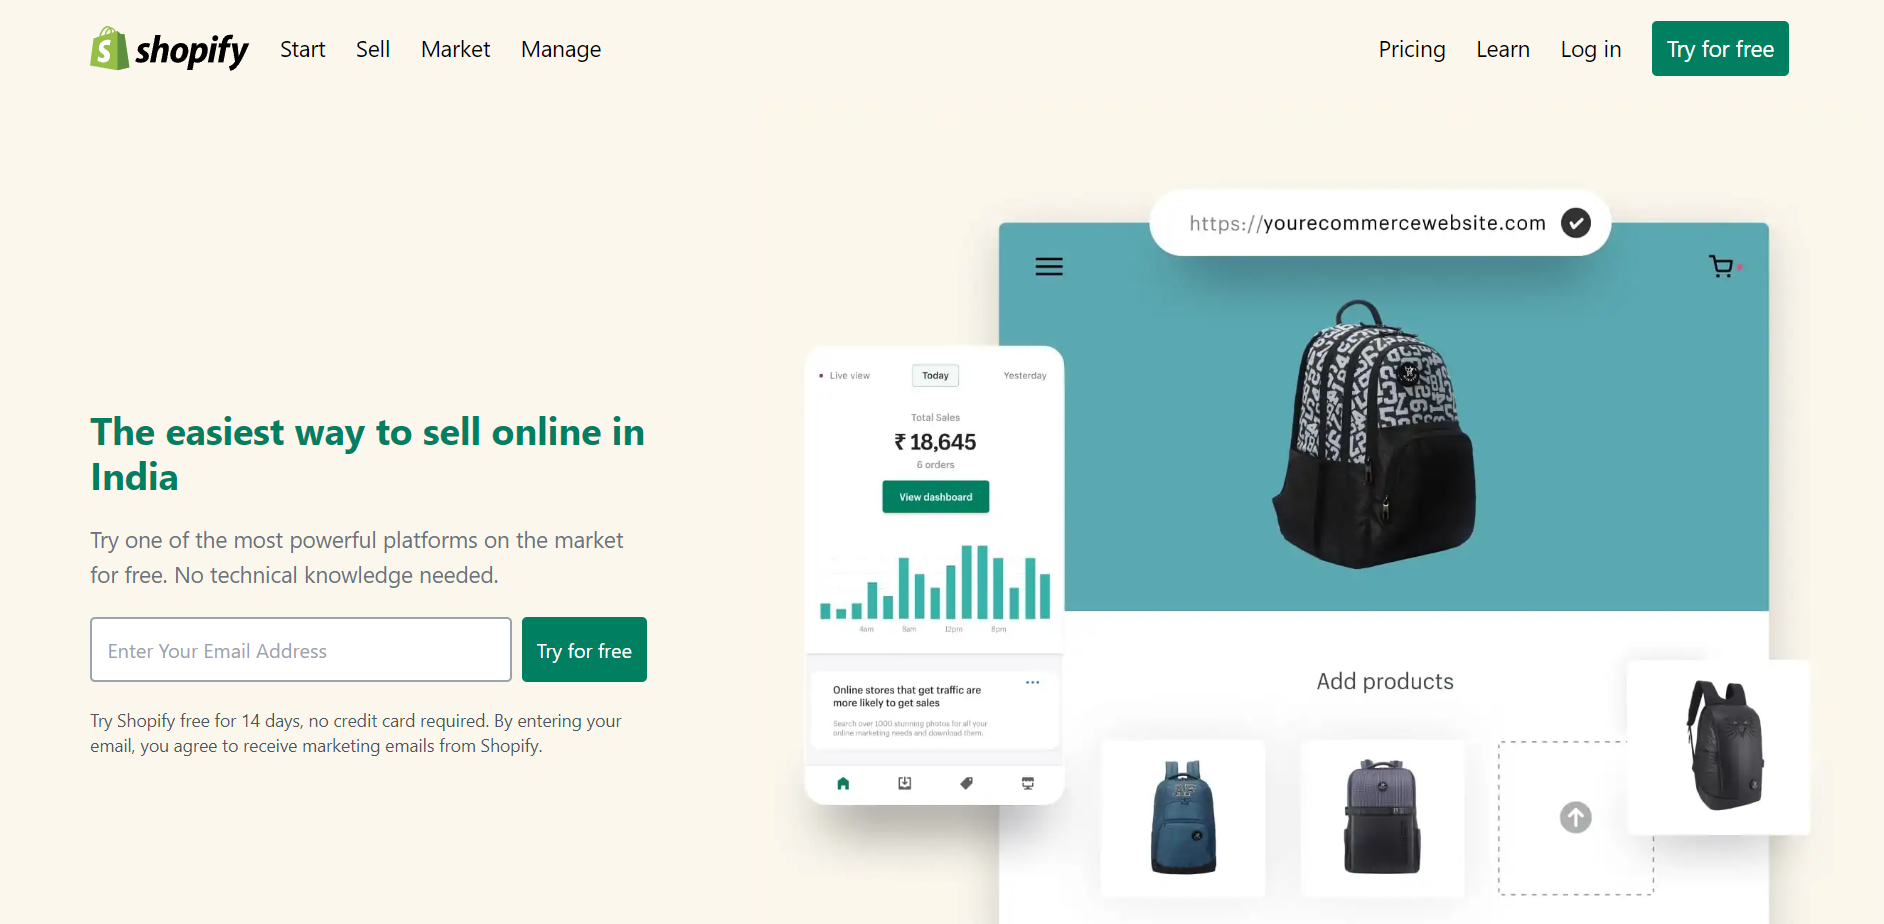 shopify
Start
Sell
Market
Manage
Pricing
Learn
Log in
Try for free
The easiest way to sell online in
India
Try one of the most powerful platforms on the market
for free. No technical knowledge needed.
Enter Your Email Address
Try for free
Try Shopify free for 14 days, no credit card required. By entering your
email, you agree to receive marketing emails from Shopify.
https://yourecommercewebsite.com
Live view
Today
Yesterday
Total Sales
₹ 18,645
6 orders
View dashboard
4am
8am
12pm
8pm
Online stores that get traffic are
more likely to get sales
Search over 1000 stunning photos for all your
online marketing needs and download them.
Add products